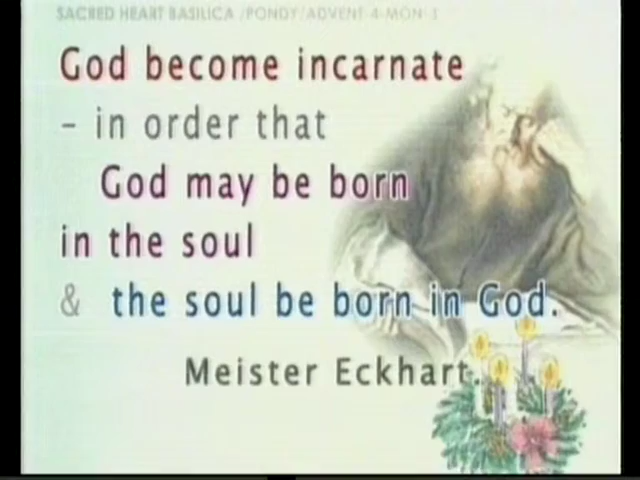 SACRED HEART BASILICA /PONDY/ADVENT-4-MON-3
God become incarnate
– in order that
God may be born
in the soul
& the soul be born in God.
Meister Eckhart.